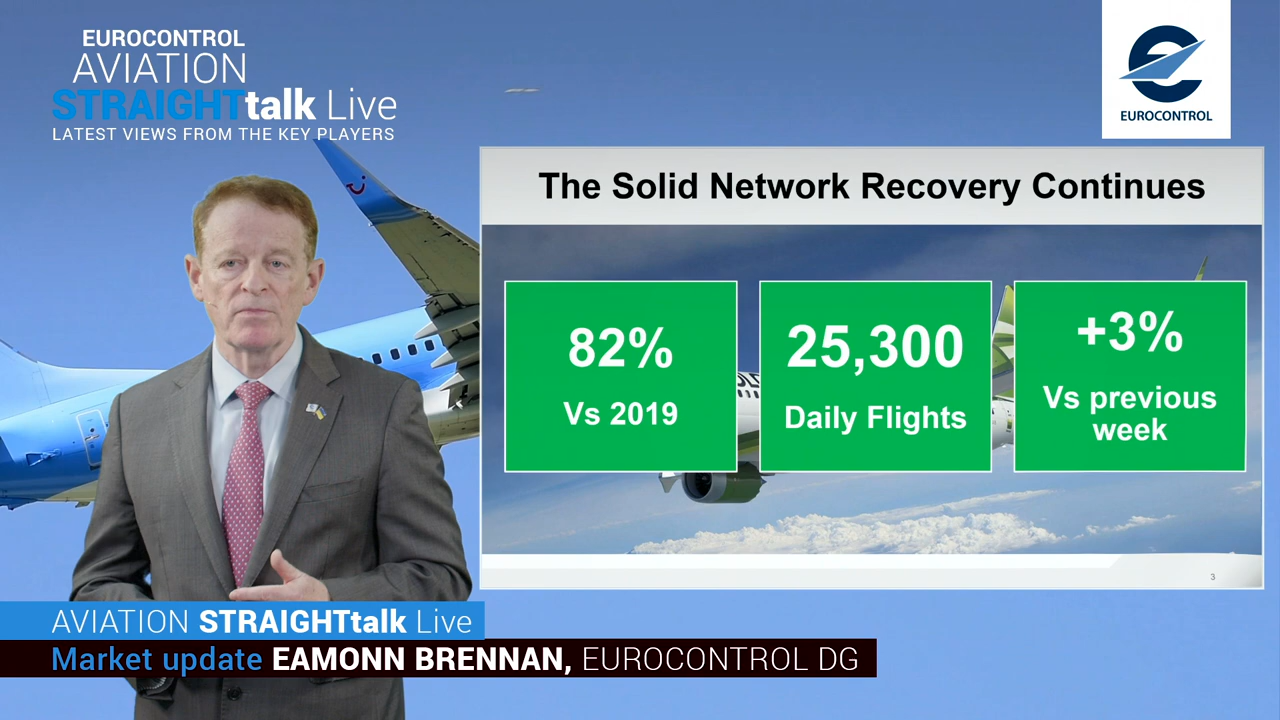 EUROCONTROL
AVIATION
STRAIGHTtalk Live
LATEST VIEWS FROM THE KEY PLAYERS
EUROCONTROL
The Solid Network Recovery Continues
82%
Vs 2019
25,300
Daily Flights
+3%
Vs previous
week
3
AVIATION STRAIGHTtalk Live
Market update EAMONN BRENNAN, EUROCONTROL DG